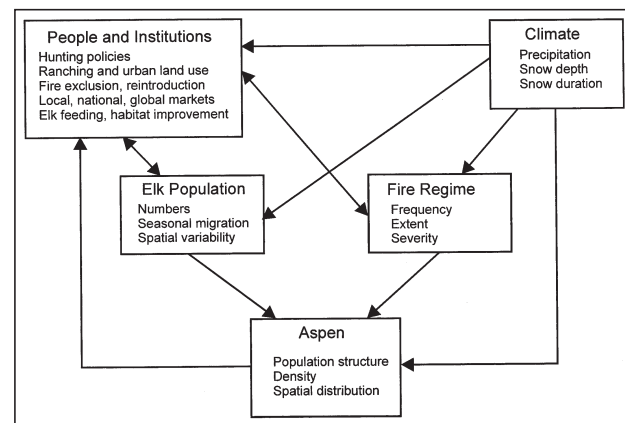 People and Institutions
Hunting policies
Ranching and urban land use
Fire exclusion, reintroduction
Local, national, global markets
Elk feeding, habitat improvement
Climate
Precipitation
Snow depth
Snow duration
Elk Population
Numbers
Seasonal migration
Spatial variability
Fire Regime
Frequency
Extent
Severity
Aspen
Population structure
Density
Spatial distribution